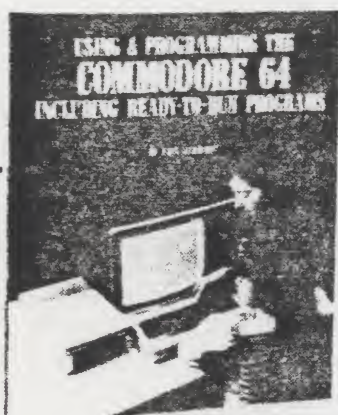 USING & PROGRAMMING THE
COMMODORE 64
INCLUDING READY-TO-RUN PROGRAMS